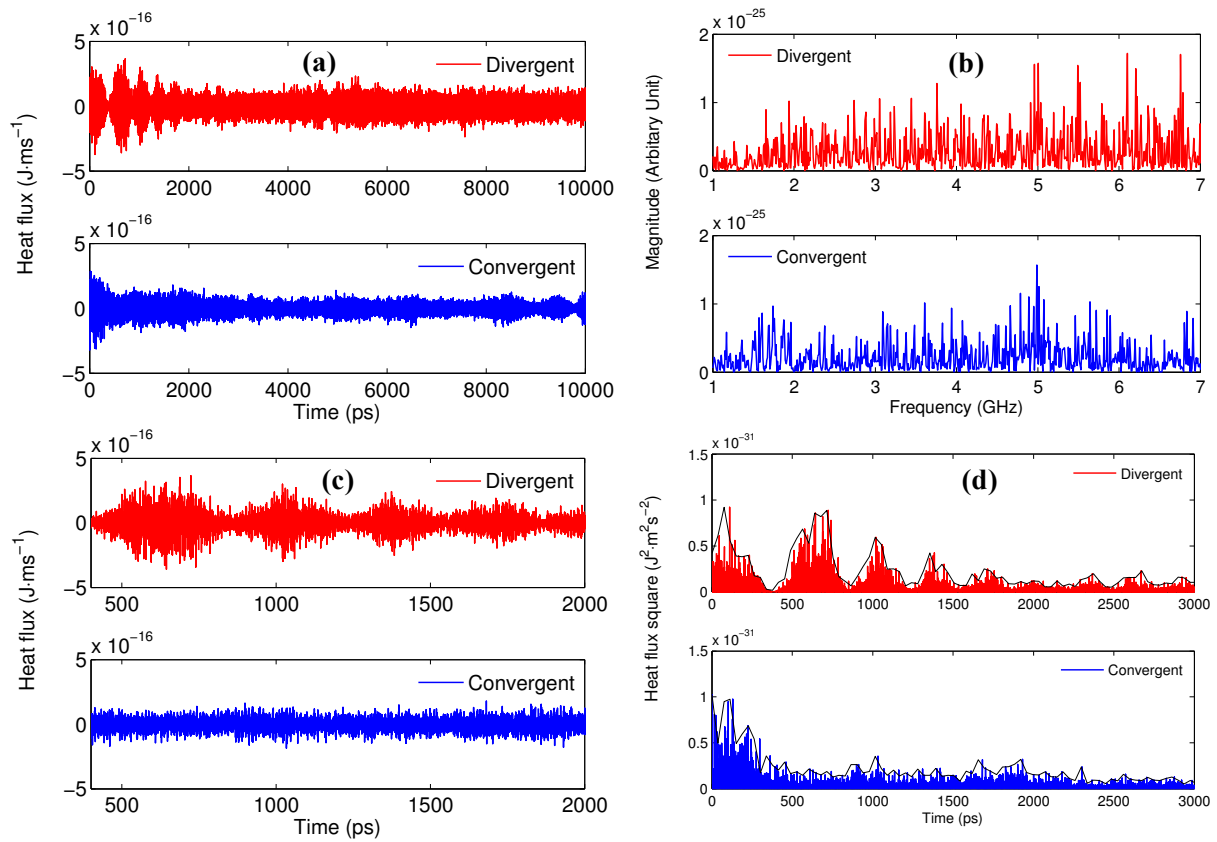 x 10−16
5
0
−5
(a)
Divergent
0 2000 4000 6000 8000 10000
x 10−16
5
0
−5
Convergent
0 2000 4000 6000 8000 10000
Time (ps)
Heat flux (J·ms−1)
x 10−25
2
1
0
(b)
Divergent
1 2 3 4 5 6 7
x 10−25
2
1
0
Convergent
1 2 3 4 5 6 7
Frequency (GHz)
Magnitude (Arbitary Unit)
x 10−16
5
0
−5
(c)
Divergent
500 1000 1500 2000
x 10−16
5
0
−5
Convergent
500 1000 1500 2000
Time (ps)
Heat flux (J·ms−1)
x 10−31
1.5
1
0.5
0
(d)
Divergent
0 500 1000 1500 2000 2500 3000
x 10−31
1.5
1
0.5
0
Convergent
0 500 1000 1500 2000 2500 3000
Time (ps)
Heat flux square (J2·m2s−2)